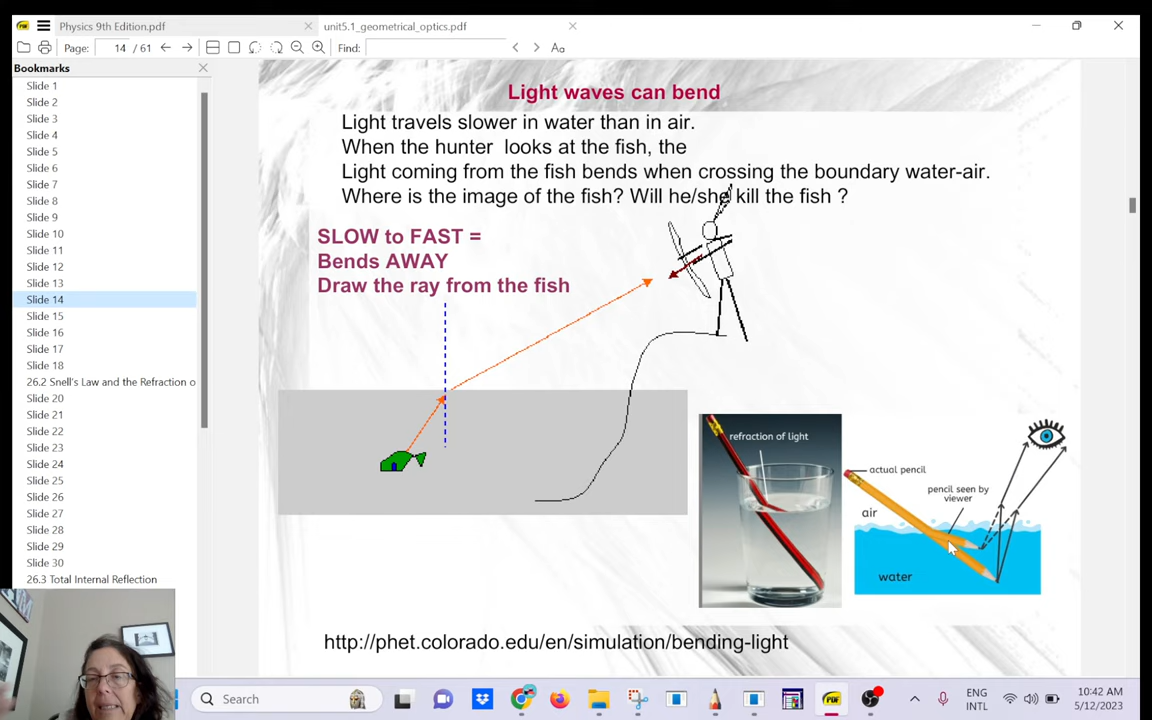 Physics 9th Edition.pdf
unit5.1_geometrical_optics.pdf
Page: 14 / 61
Find:
Aa
Bookmarks
Slide 1
Slide 2
Slide 3
Slide 4
Slide 5
Slide 6
Slide 7
Slide 8
Slide 9
Slide 10
Slide 11
Slide 12
Slide 13
Slide 14
Slide 15
Slide 16
Slide 17
Slide 18
26.2 Snell's Law and the Refraction o
Slide 20
Slide 21
Slide 22
Slide 23
Slide 24
Slide 25
Slide 26
Slide 27
Slide 28
Slide 29
Slide 30
26.3 Total Internal Reflection
Light waves can bend
Light travels slower in water than in air.
When the hunter looks at the fish, the
Light coming from the fish bends when crossing the boundary water-air.
Where is the image of the fish? Will he/she kill the fish ?
SLOW to FAST =
Bends AWAY
Draw the ray from the fish
refraction of light
actual pencil
pencil seen by
viewer
air
water
http://phet.colorado.edu/en/simulation/bending-light
Search
ENG
INTL
10:42 AM
5/12/2023